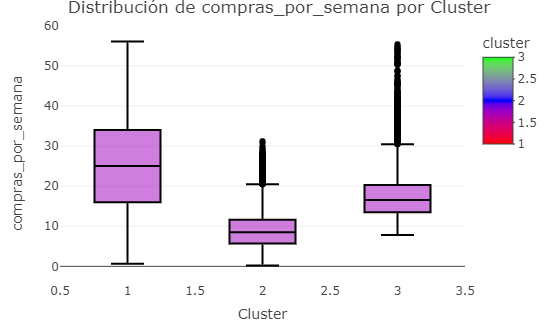 Distribución de compras_por_semana por Cluster
60
50
40
30
20
10
0
compras_por_semana
0.5 1 1.5 2 2.5 3 3.5
Cluster
cluster
3
2.5
2
1.5
1